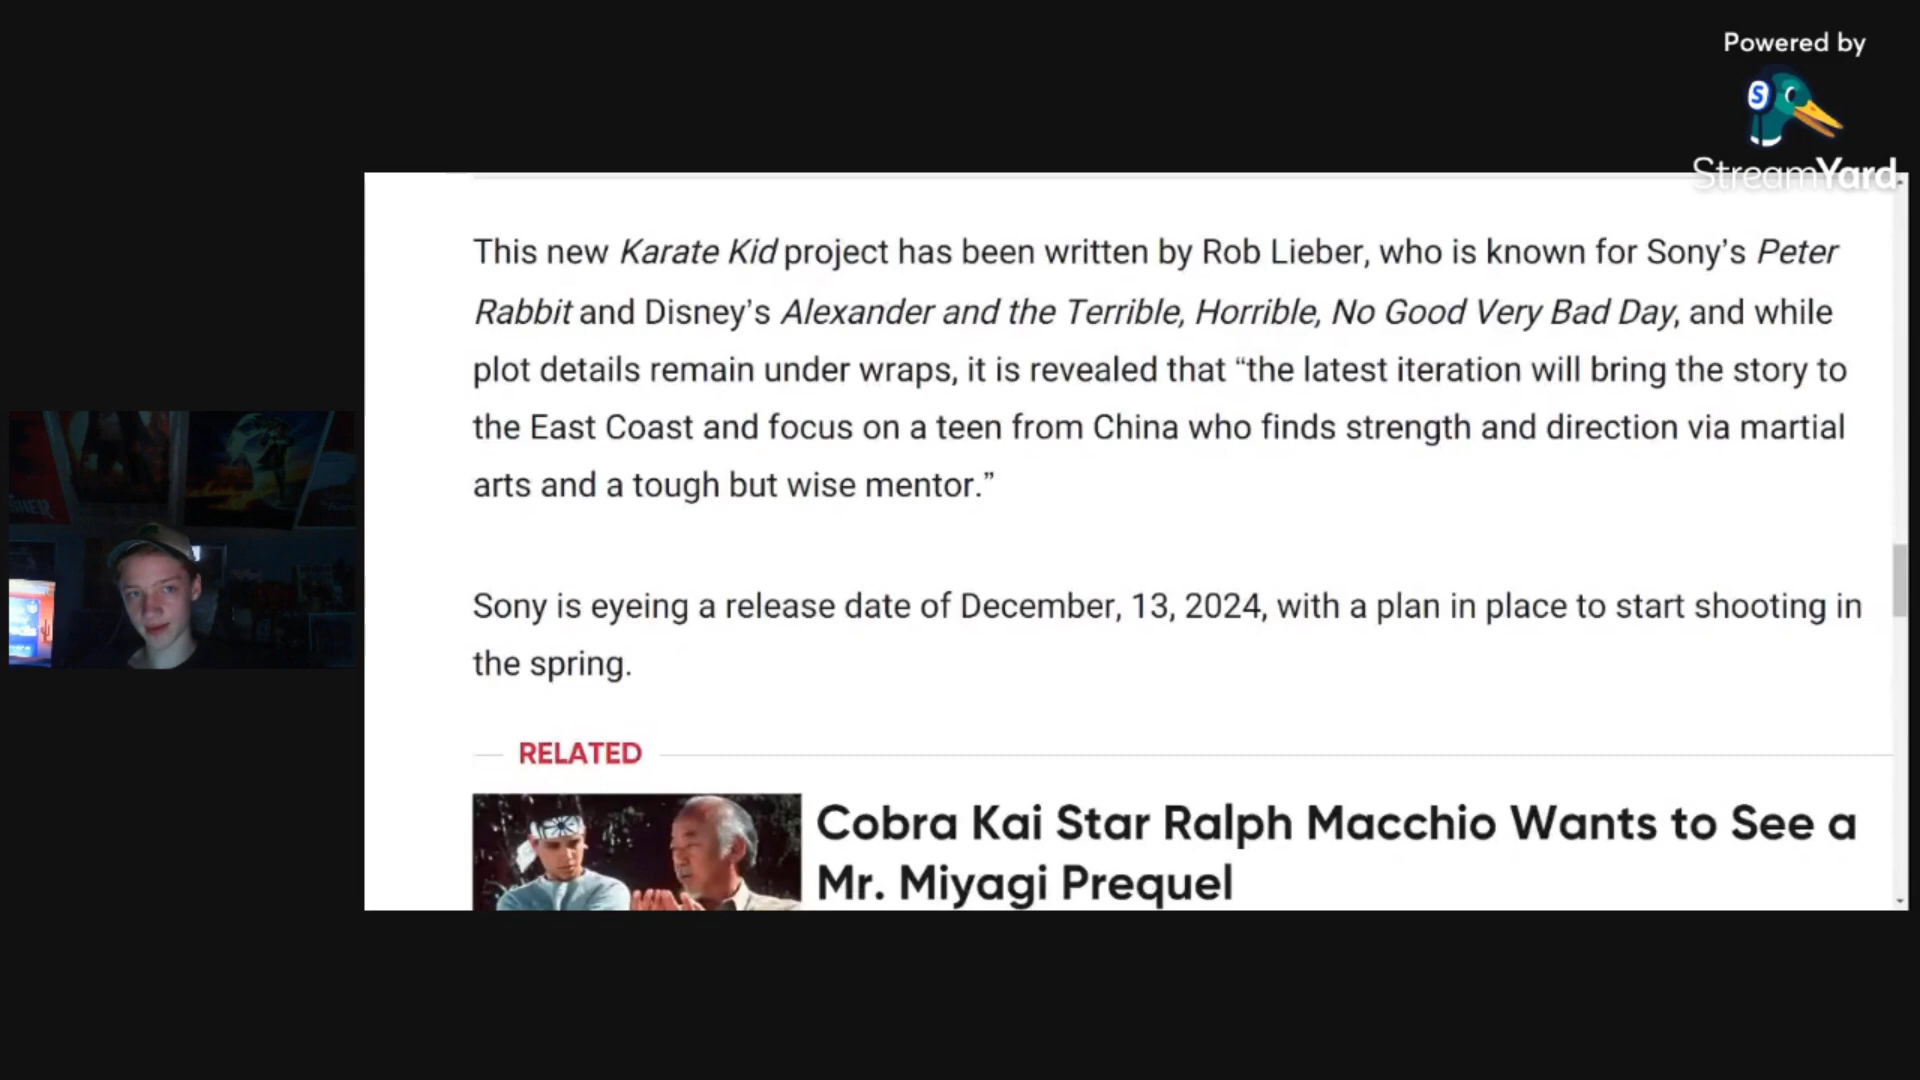 Powered by
StreamYard
This new Karate Kid project has been written by Rob Lieber, who is known for Sony’s Peter
Rabbit and Disney’s Alexander and the Terrible, Horrible, No Good Very Bad Day, and while
plot details remain under wraps, it is revealed that “the latest iteration will bring the story to
the East Coast and focus on a teen from China who finds strength and direction via martial
arts and a tough but wise mentor.”
Sony is eyeing a release date of December, 13, 2024, with a plan in place to start shooting in
the spring.
RELATED
Cobra Kai Star Ralph Macchio Wants to See a
Mr. Miyagi Prequel